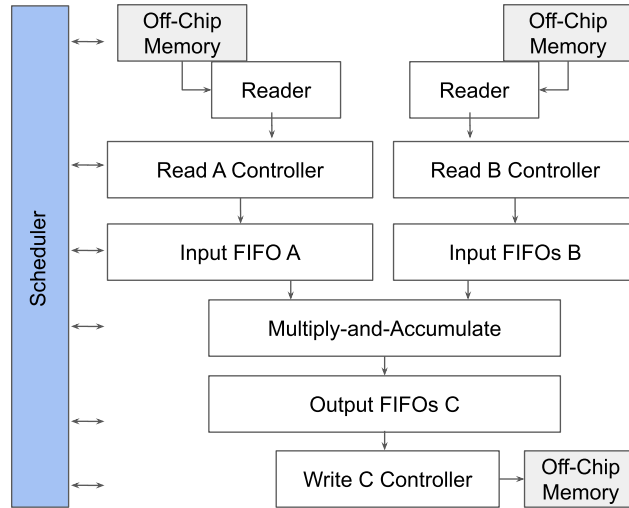 Scheduler
Off-Chip
Memory
Off-Chip
Memory
Reader
Reader
Read A Controller
Read B Controller
Input FIFO A
Input FIFOs B
Multiply-and-Accumulate
Output FIFOs C
Write C Controller
Off-Chip
Memory